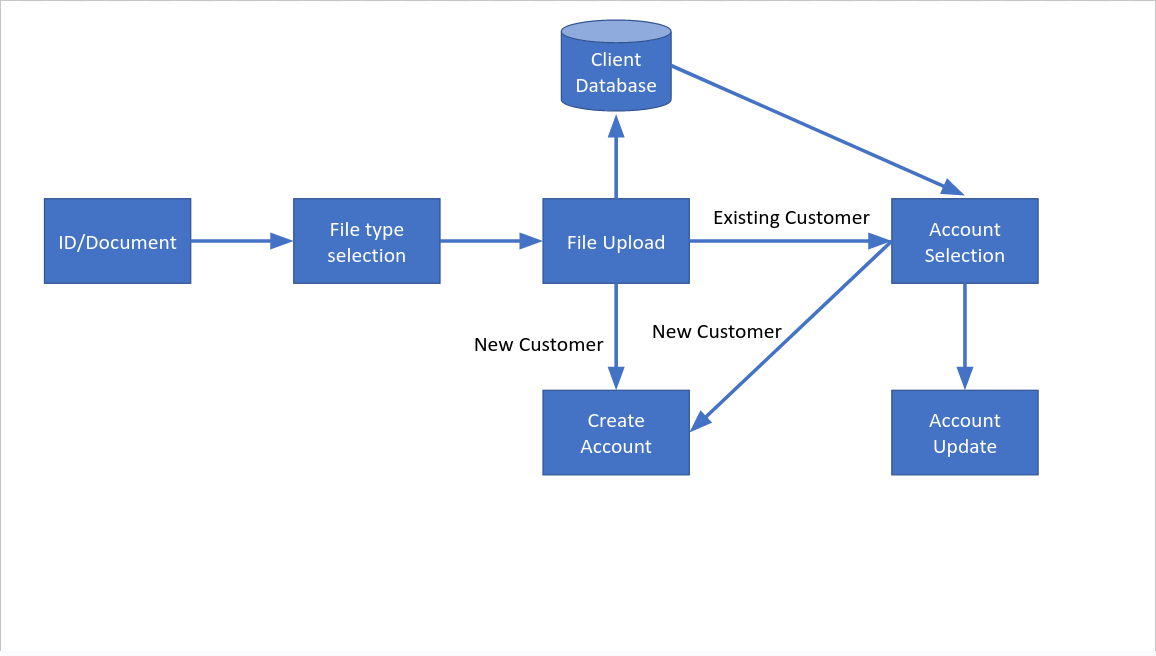 Client
Database
ID/Document
File type
selection
File Upload
Existing Customer
Account
Selection
New Customer
New Customer
Create
Account
Account
Update